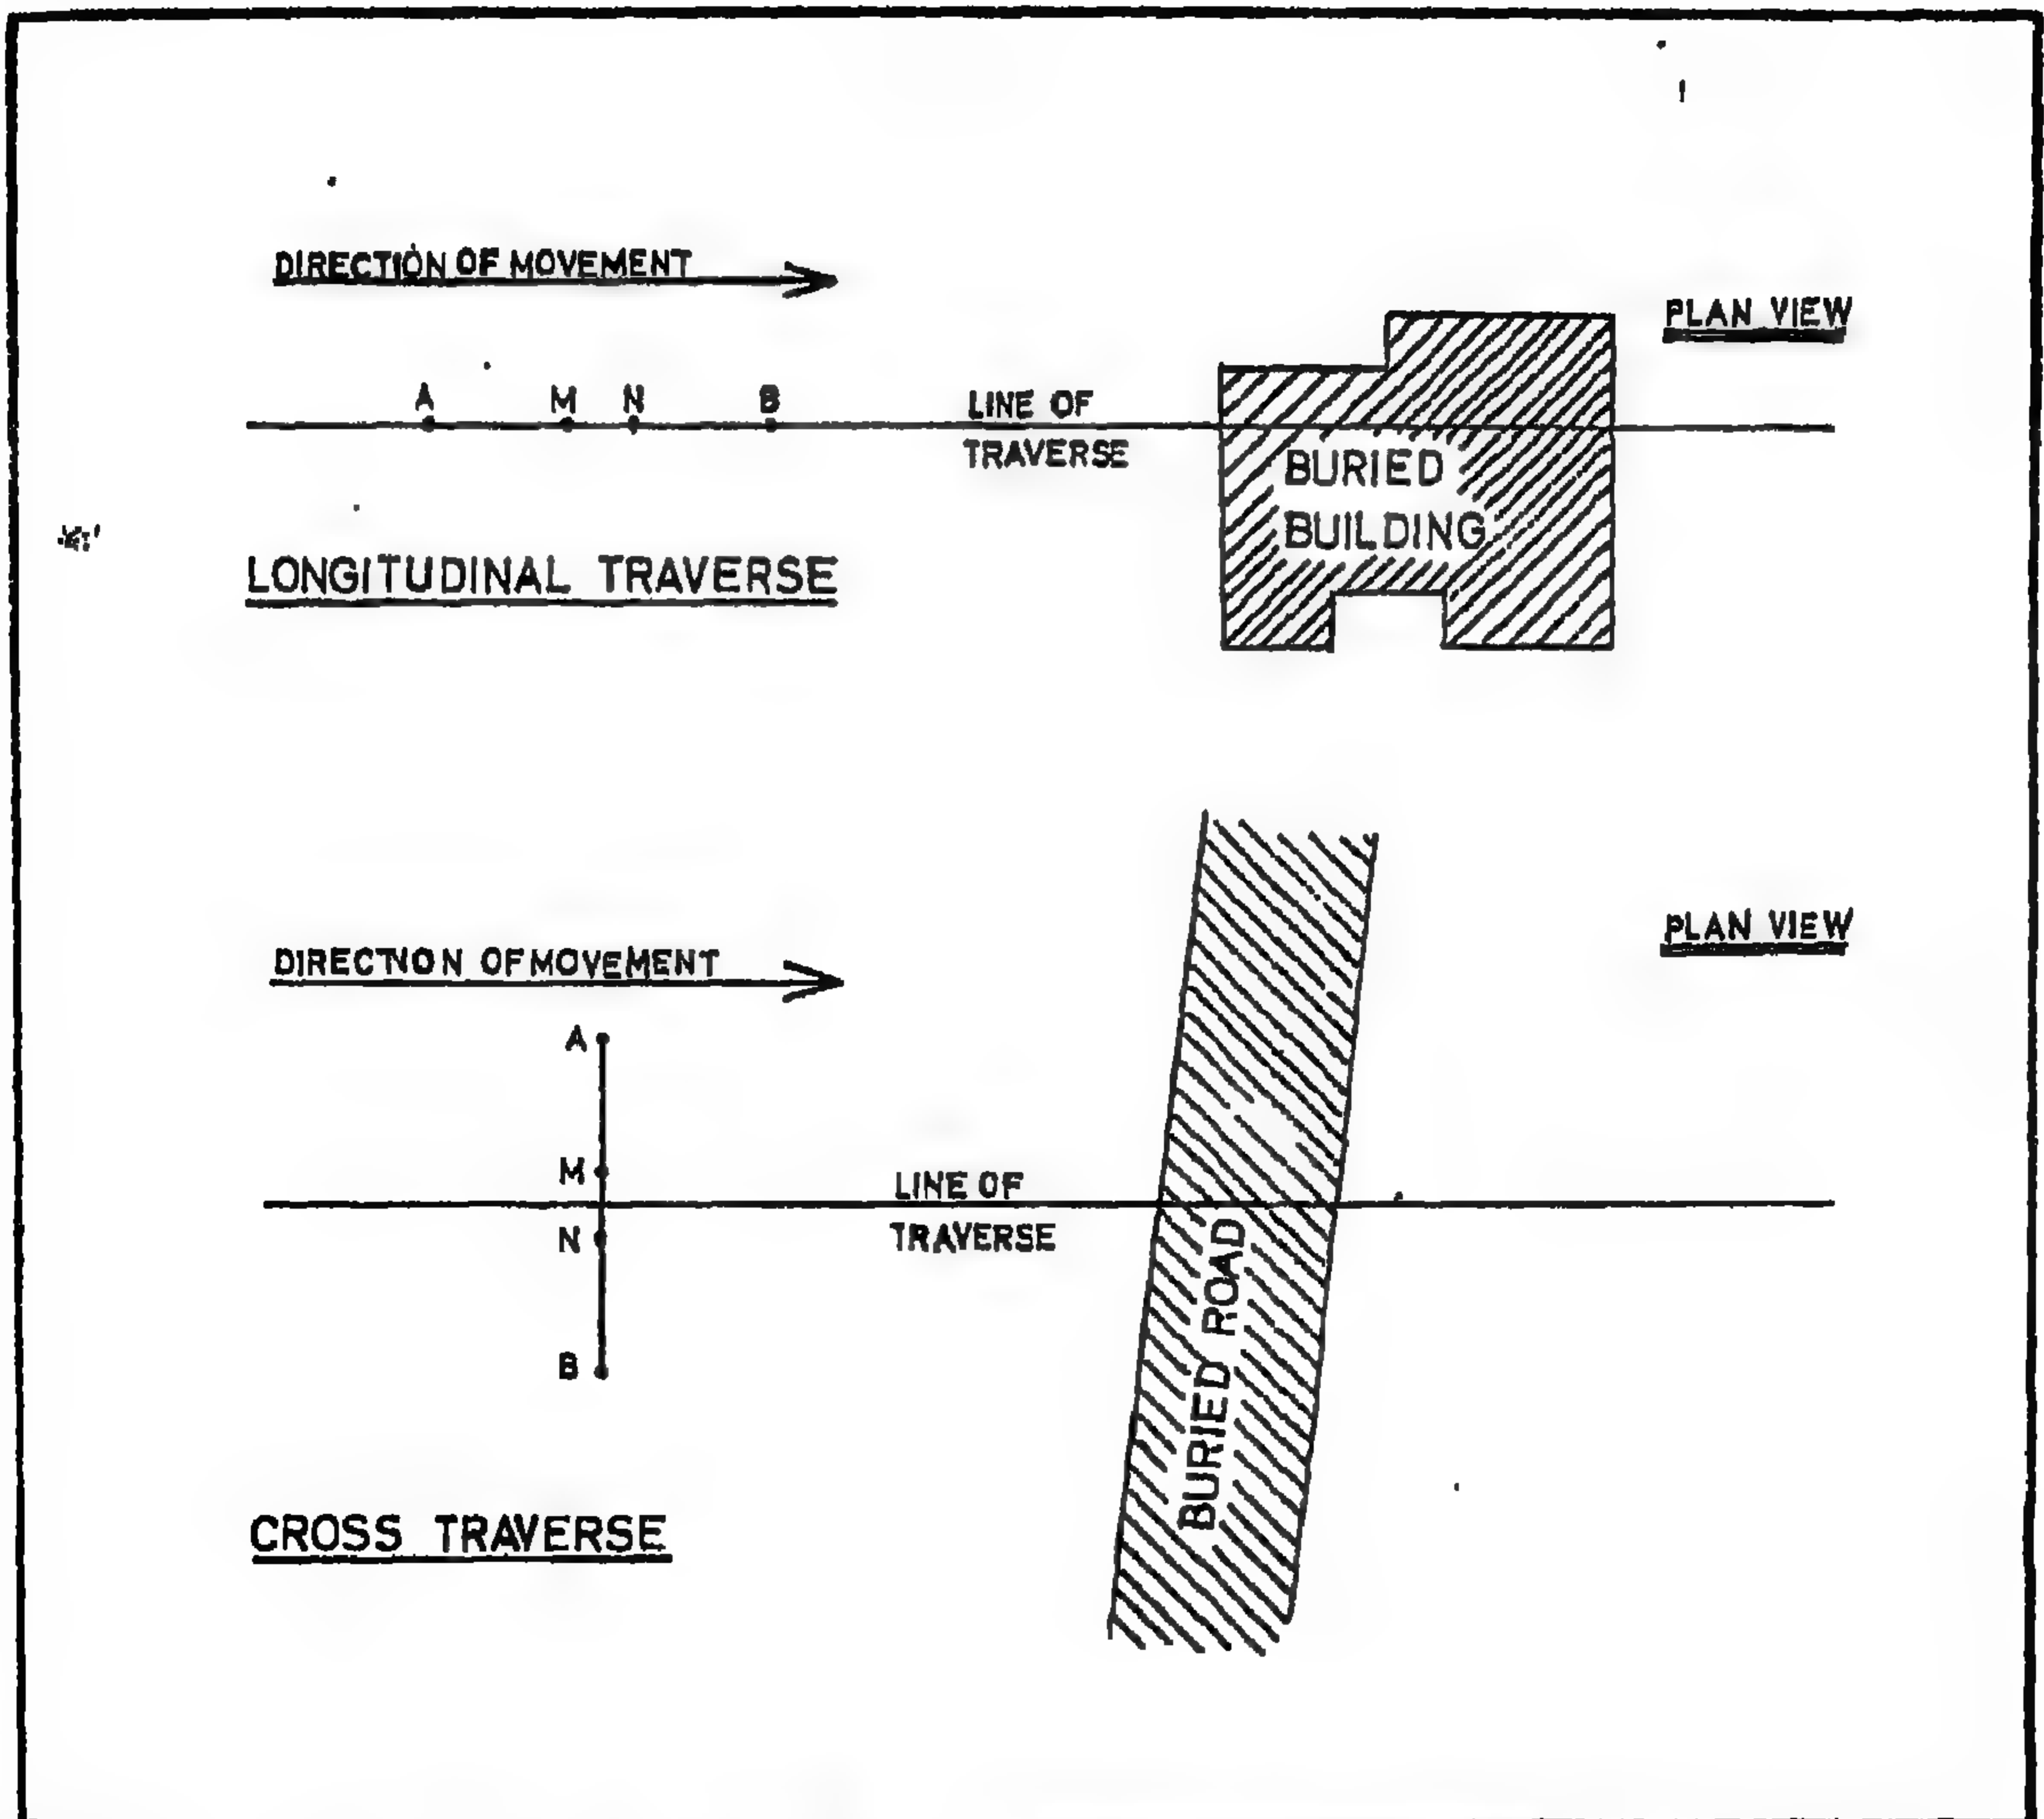 DIRECTION OF MOVEMENT
PLAN VIEW
A M N B
LINE OF
TRAVERSE
BURIED
BUILDING
LONGITUDINAL TRAVERSE
DIRECTION OF MOVEMENT
PLAN VIEW
A
M
LINE OF
N
TRAVERSE
BURIED ROAD
B
CROSS TRAVERSE